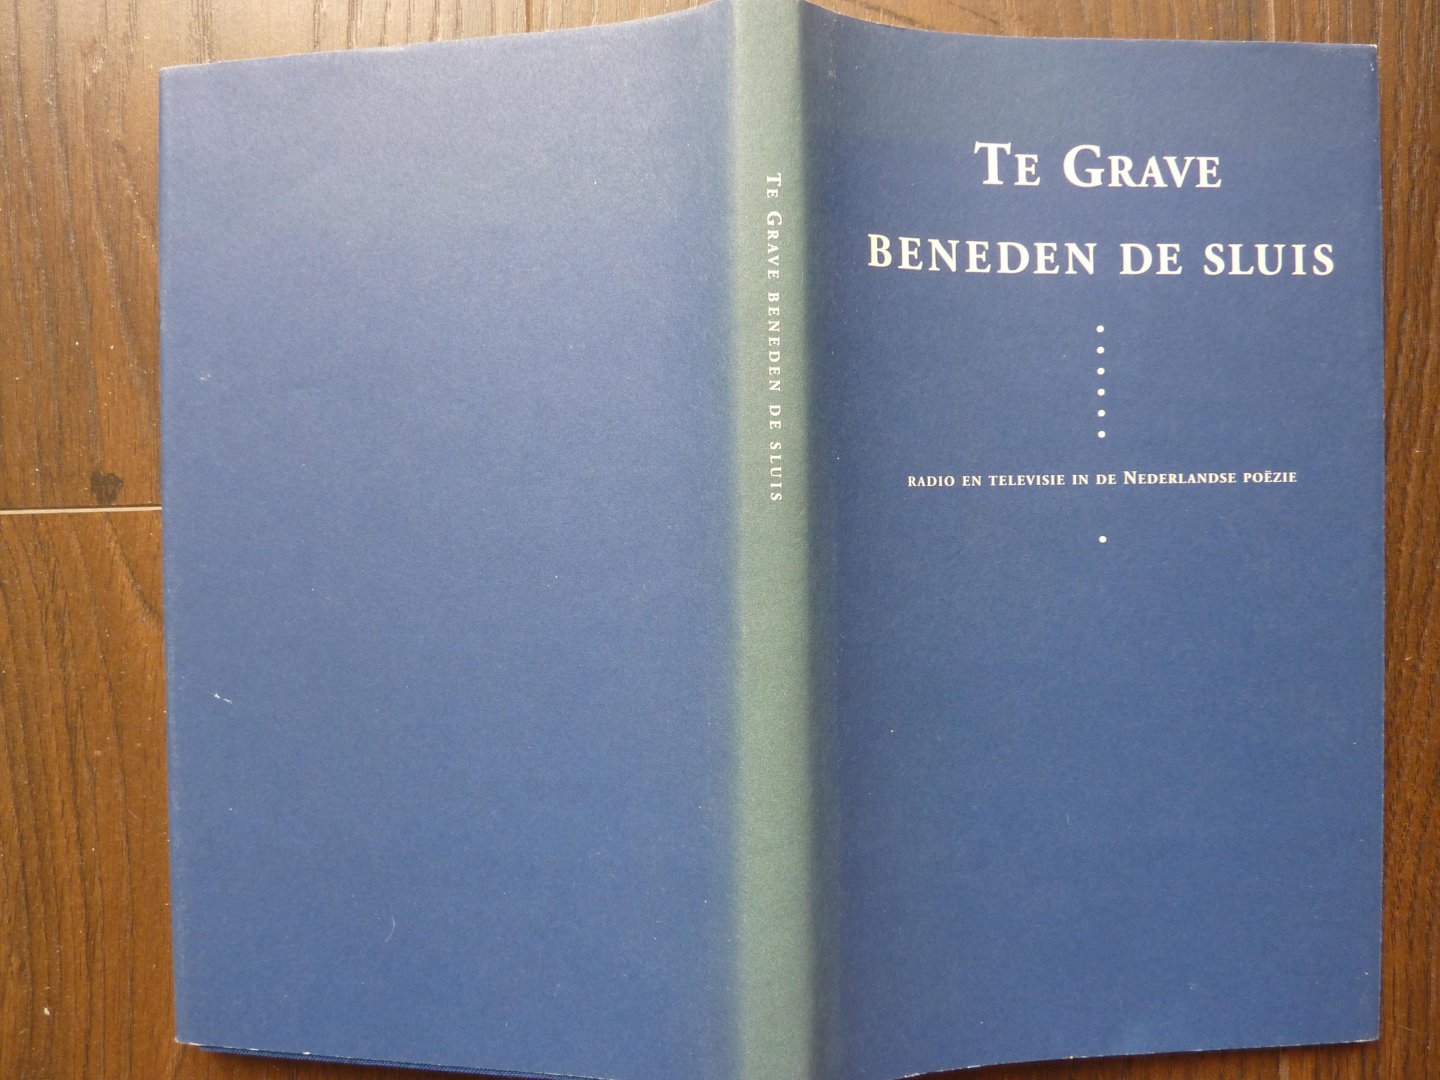 Te Grave beneden de sluis
Te Grave
beneden de sluis
radio en televisie in de Nederlandse poëzie